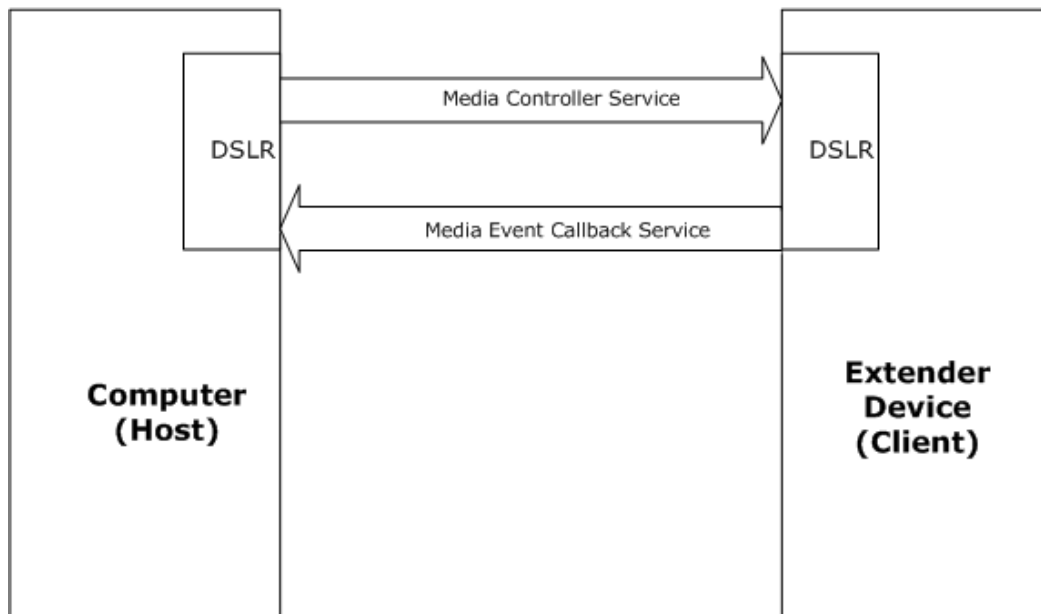 Media Controller Service
DSLR
DSLR
Media Event Callback Service
Computer
(Host)
Extender
Device
(Client)